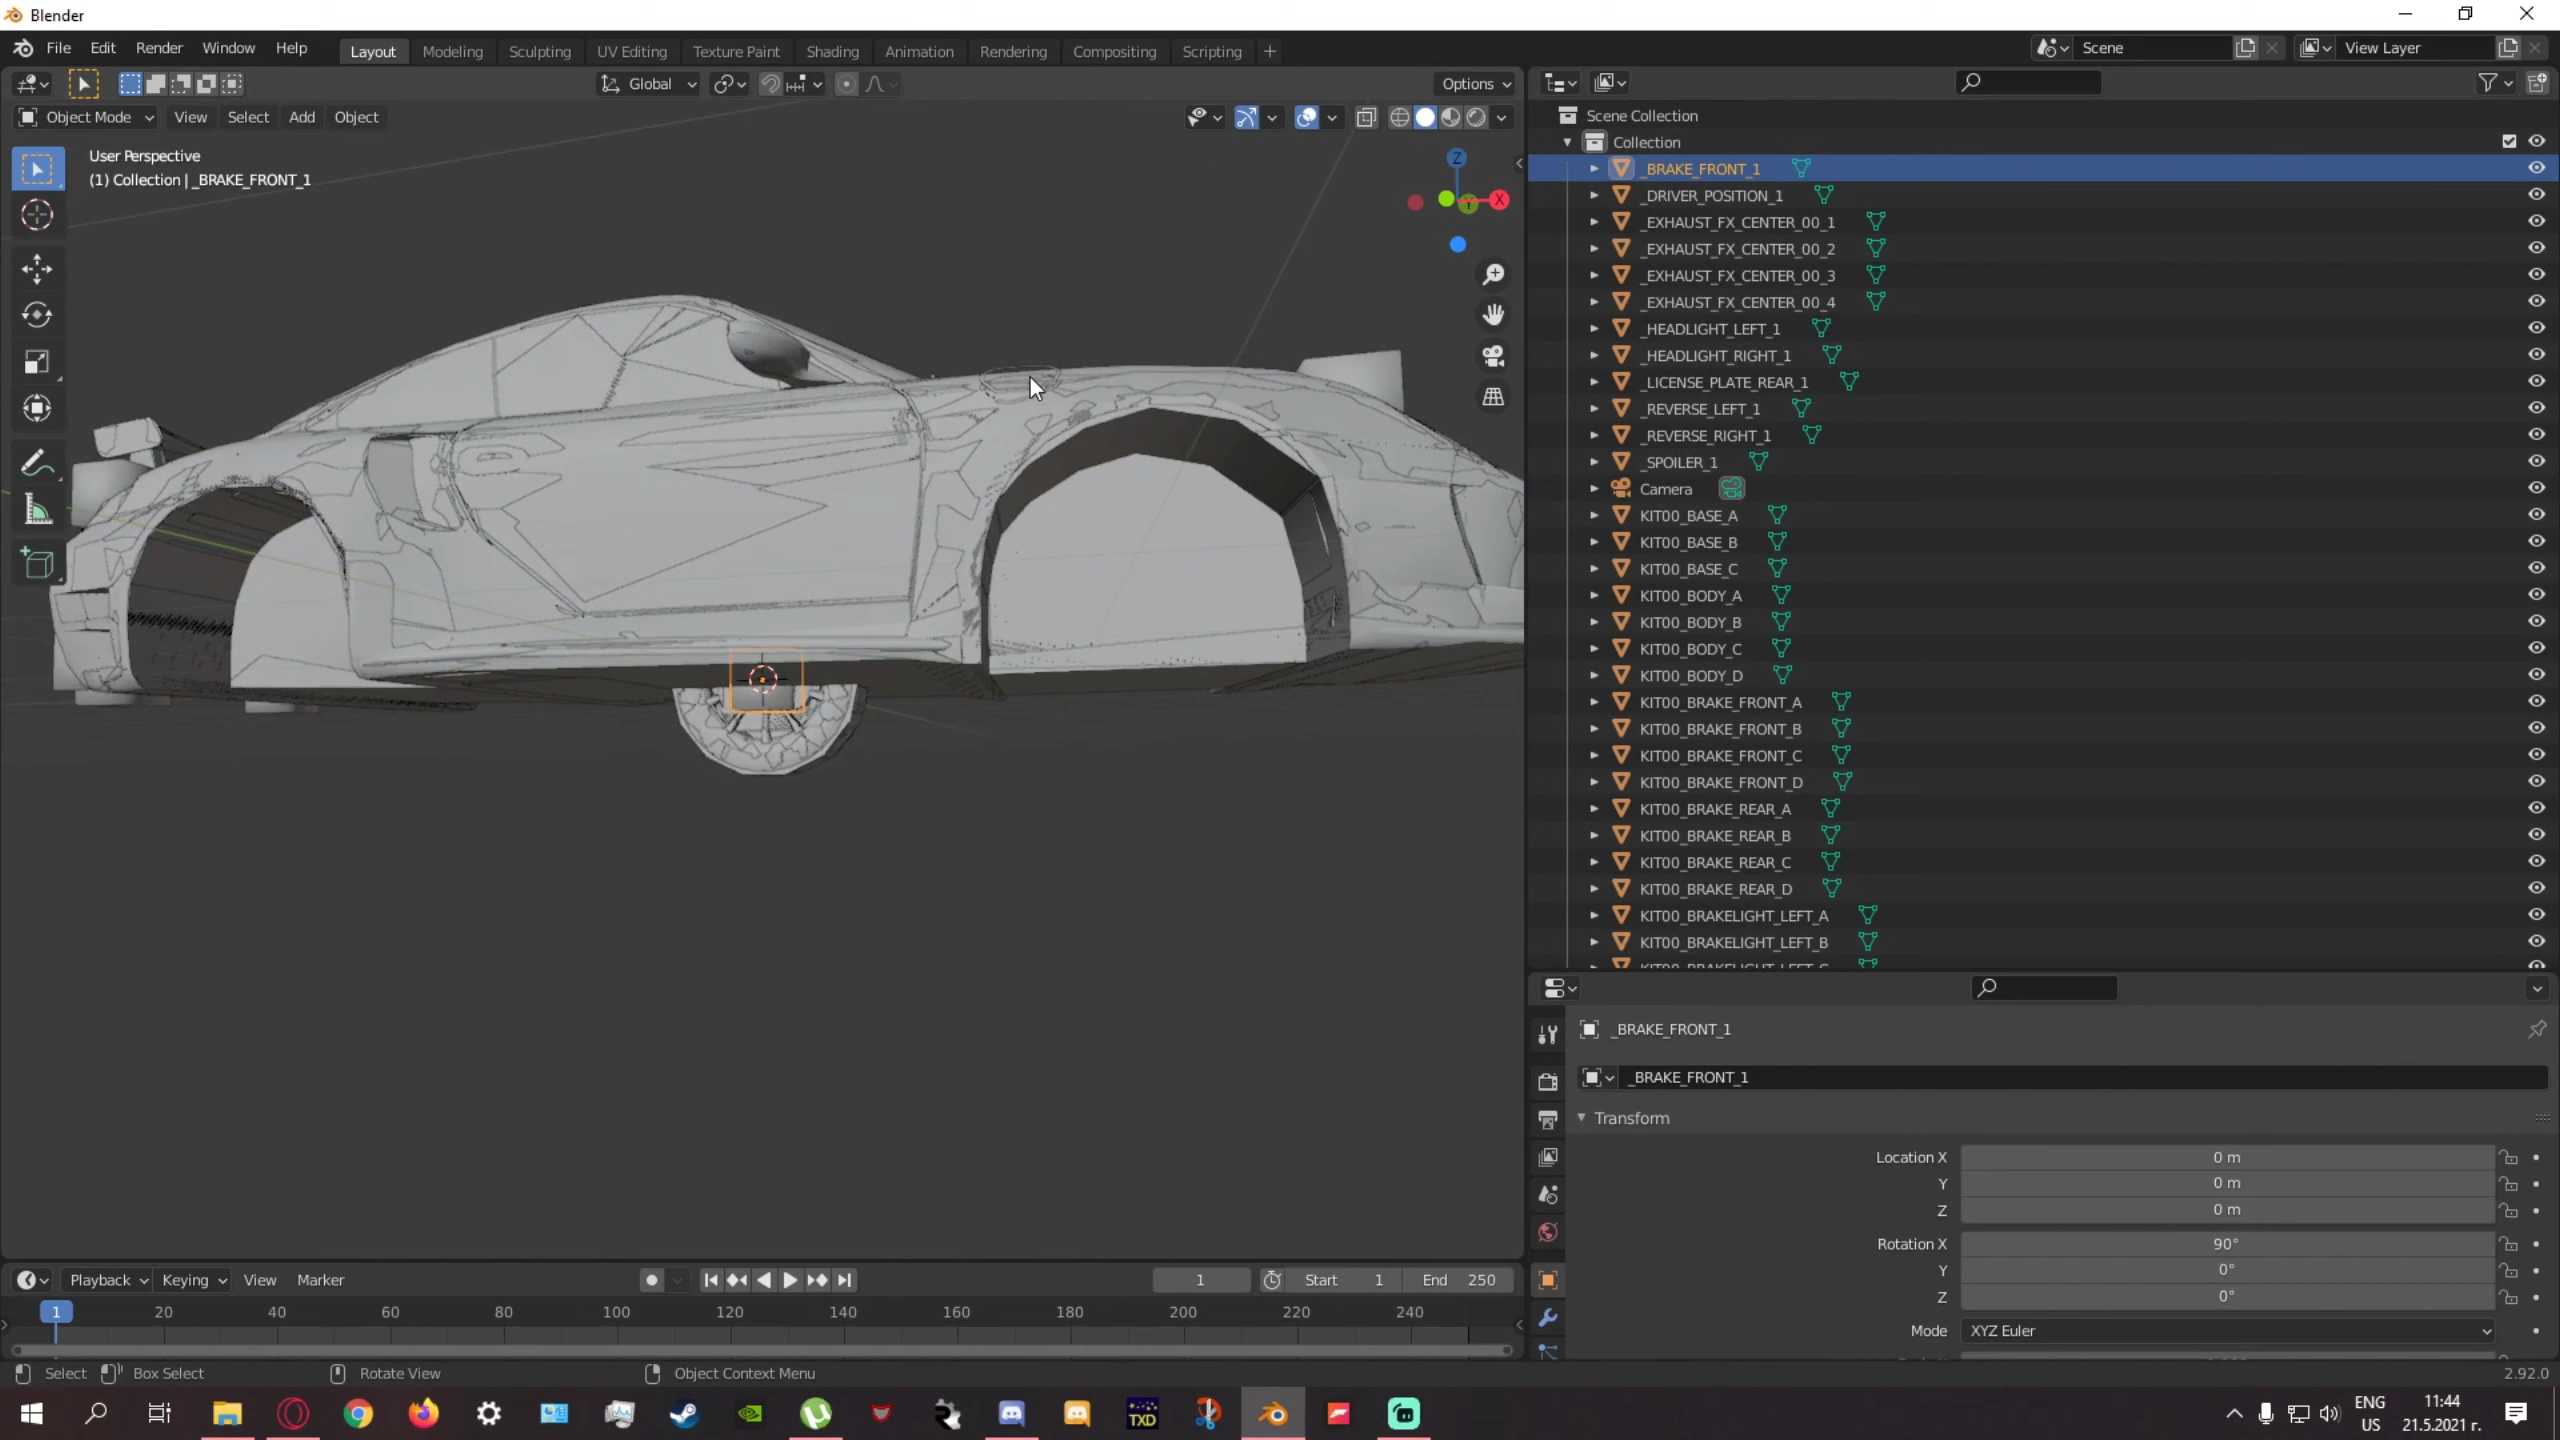 Blender
File Edit Render Window Help
Layout Modeling Sculpting UV Editing Texture Paint Shading Animation Rendering Compositing Scripting +
Scene
View Layer
Global
Options
Object Mode View Select Add Object
User Perspective
(1) Collection | _BRAKE_FRONT_1
Z
X
Y
Scene Collection
Collection
_BRAKE_FRONT_1
_DRIVER_POSITION_1
_EXHAUST_FX_CENTER_00_1
_EXHAUST_FX_CENTER_00_2
_EXHAUST_FX_CENTER_00_3
_EXHAUST_FX_CENTER_00_4
_HEADLIGHT_LEFT_1
_HEADLIGHT_RIGHT_1
_LICENSE_PLATE_REAR_1
_REVERSE_LEFT_1
_REVERSE_RIGHT_1
_SPOILER_1
Camera
KIT00_BASE_A
KIT00_BASE_B
KIT00_BASE_C
KIT00_BODY_A
KIT00_BODY_B
KIT00_BODY_C
KIT00_BODY_D
KIT00_BRAKE_FRONT_A
KIT00_BRAKE_FRONT_B
KIT00_BRAKE_FRONT_C
KIT00_BRAKE_FRONT_D
KIT00_BRAKE_REAR_A
KIT00_BRAKE_REAR_B
KIT00_BRAKE_REAR_C
KIT00_BRAKE_REAR_D
KIT00_BRAKELIGHT_LEFT_A
KIT00_BRAKELIGHT_LEFT_B
_BRAKE_FRONT_1
_BRAKE_FRONT_1
Transform
Location X 0 m
Y 0 m
Z 0 m
Rotation X 90°
Y 0°
Z 0°
Mode XYZ Euler
Playback Keying View Marker
1 Start 1 End 250
1 20 40 60 80 100 120 140 160 180 200 220 240
Select Box Select Rotate View Object Context Menu
2.92.0
TXD
ENG
US
11:44
21.5.2021 г.